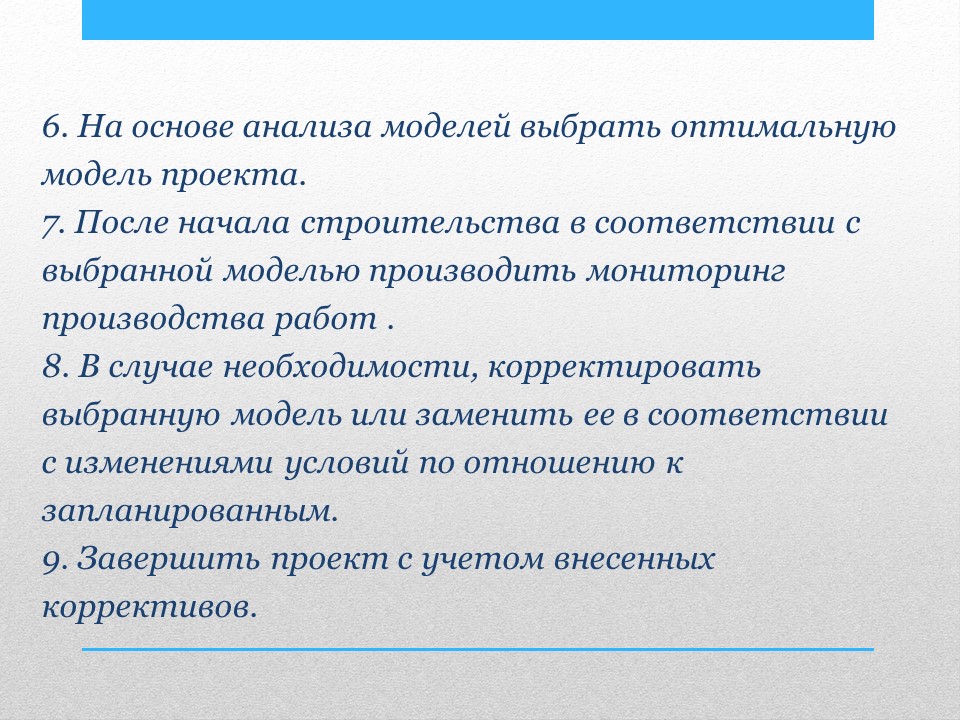 6. На основе анализа моделей выбрать оптимальную
модель проекта.
7. После начала строительства в соответствии с
выбранной моделью производить мониторинг
производства работ .
8. В случае необходимости, корректировать
выбранную модель или заменить ее в соответствии
с изменениями условий по отношению к
запланированным.
9. Завершить проект с учетом внесенных
коррективов.